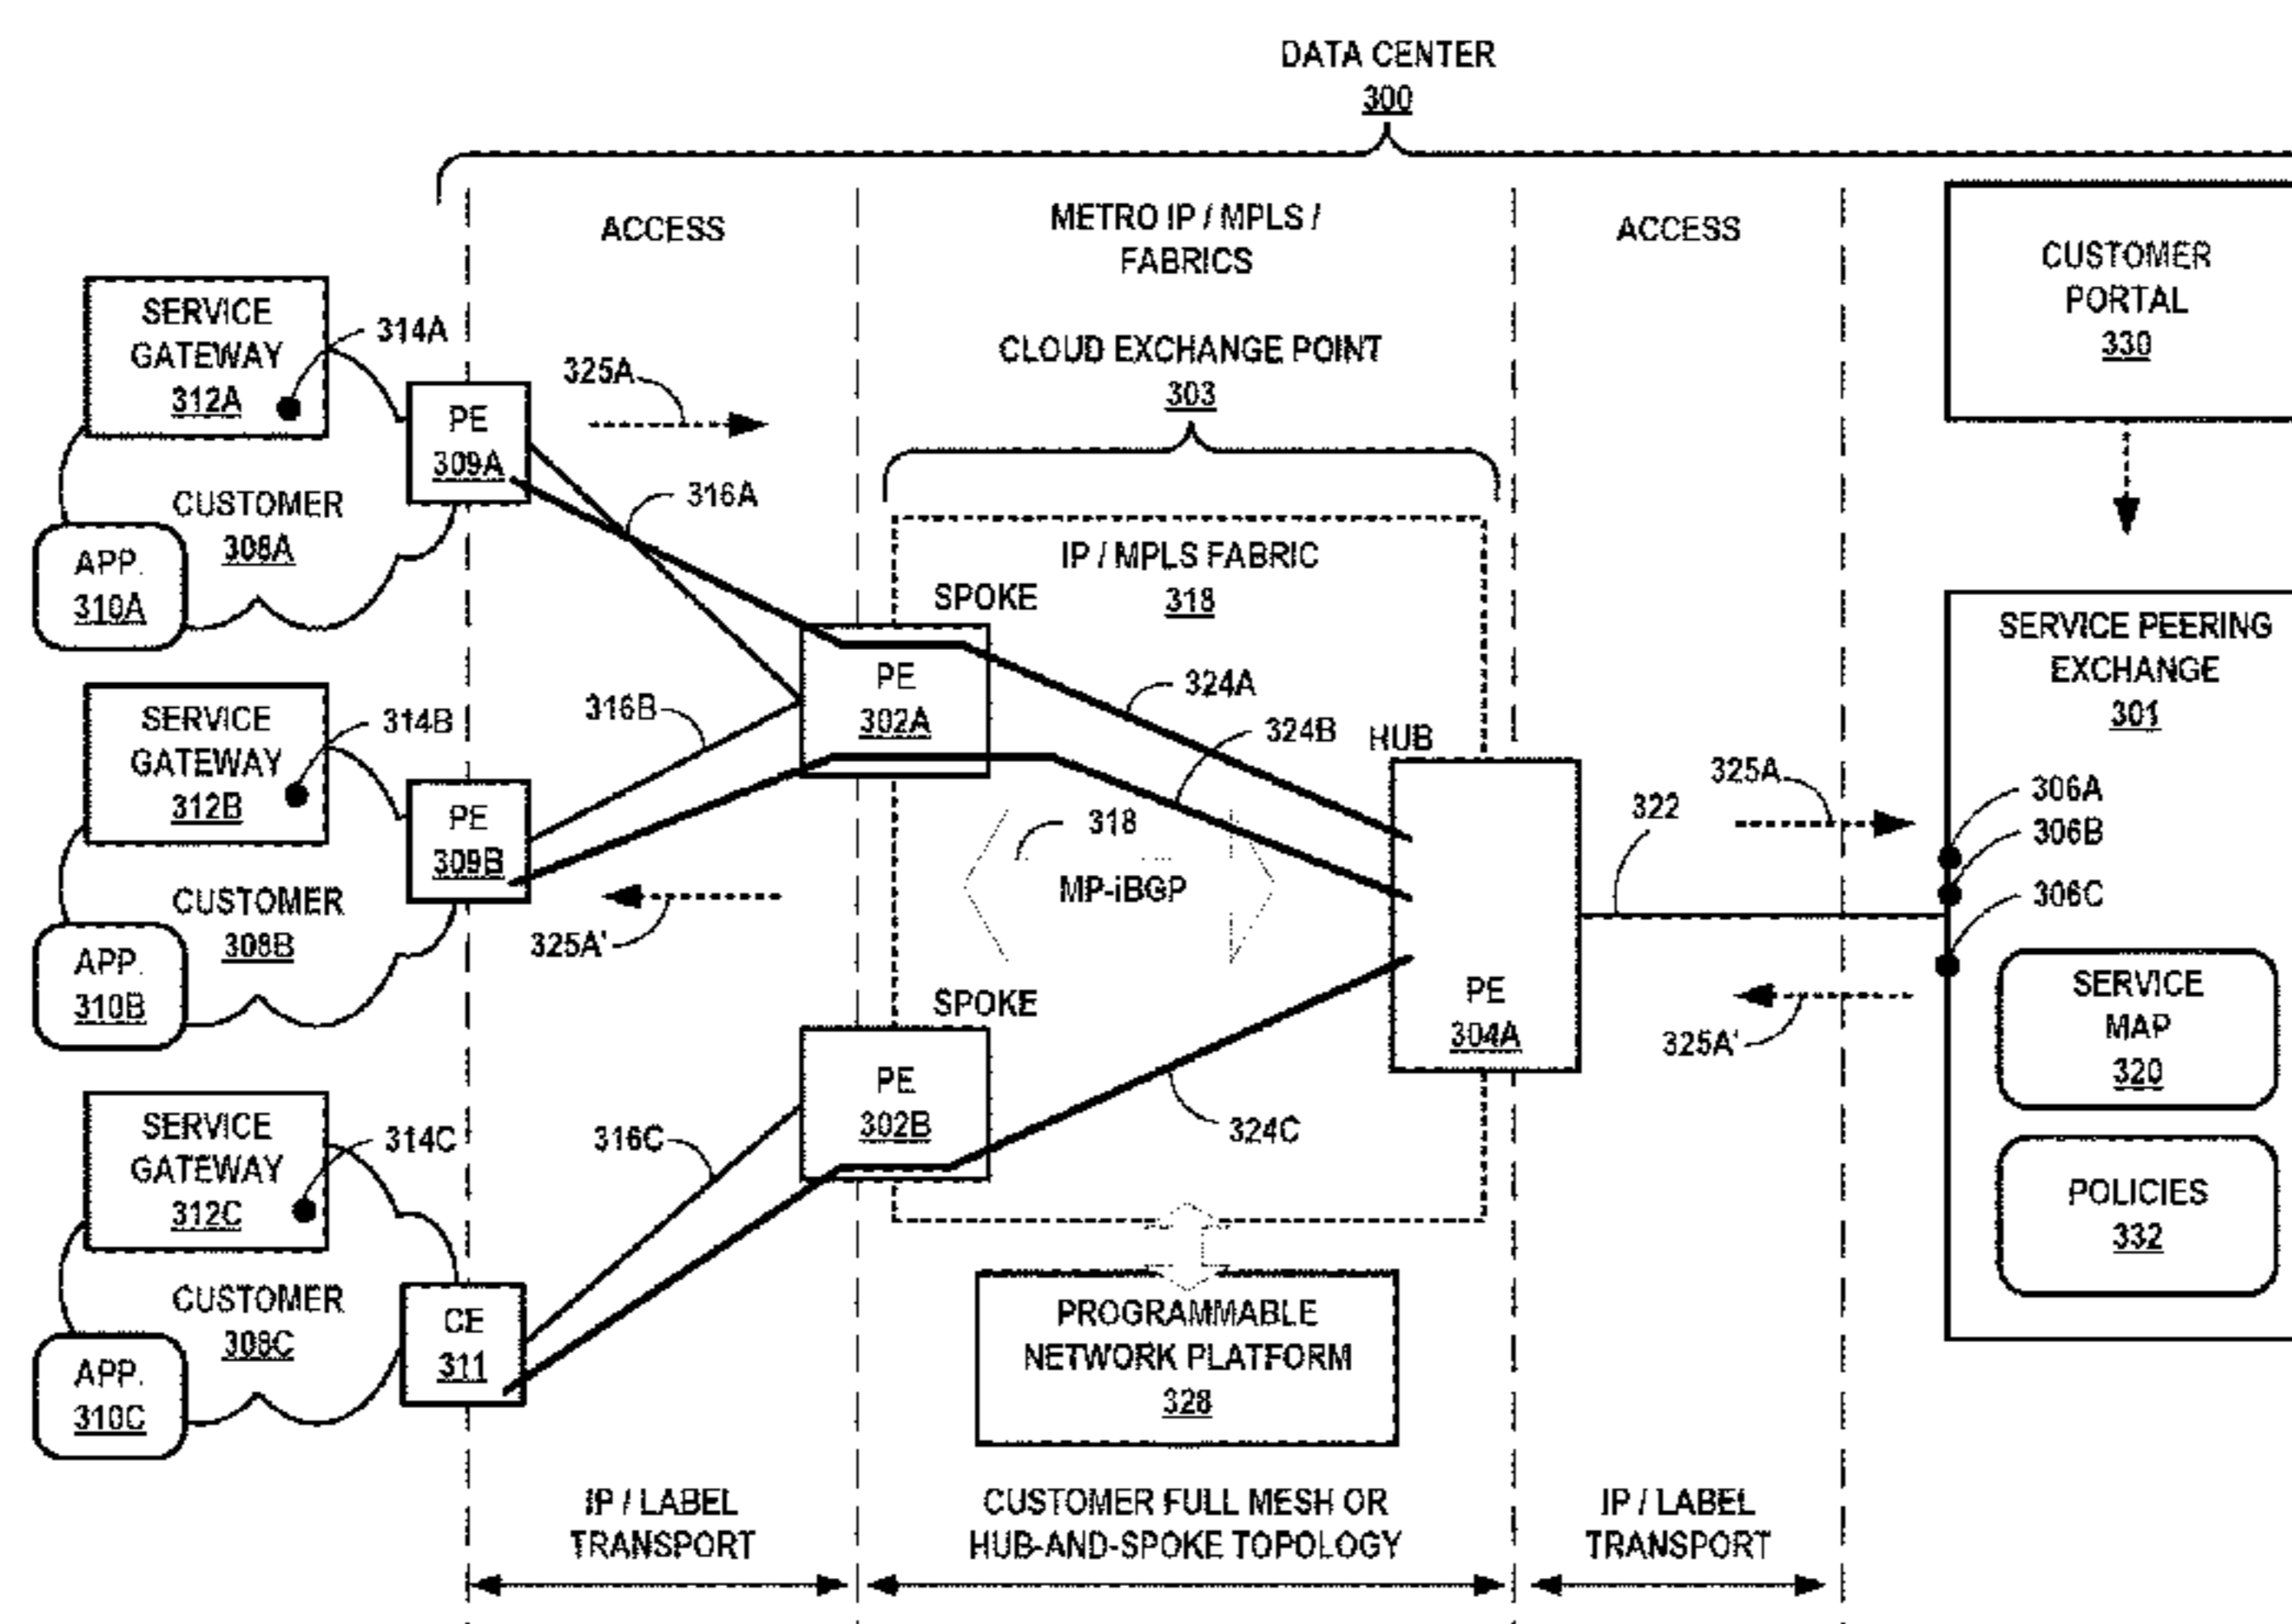 DATA CENTER
300
ACCESS
METRO IP / MPLS /
FABRICS
ACCESS
CLOUD EXCHANGE POINT
303
CUSTOMER
PORTAL
330
SERVICE
GATEWAY
312A
314A
PE
309A
325A
316A
CUSTOMER
308A
APP.
310A
IP / MPLS FABRIC
318
SPOKE
PE
302A
324A
324B
HUB
SERVICE PEERING
EXCHANGE
301
SERVICE
GATEWAY
312B
314B
316B
PE
309B
318
MP-iBGP
322
325A
306A
306B
306C
CUSTOMER
308B
325A'
APP.
310B
SPOKE
PE
304A
325A'
SERVICE
MAP
320
SERVICE
GATEWAY
312C
314C
316C
PE
302B
324C
POLICIES
332
CUSTOMER
308C
CE
311
APP.
310C
PROGRAMMABLE
NETWORK PLATFORM
328
IP / LABEL
TRANSPORT
CUSTOMER FULL MESH OR
HUB-AND-SPOKE TOPOLOGY
IP / LABEL
TRANSPORT